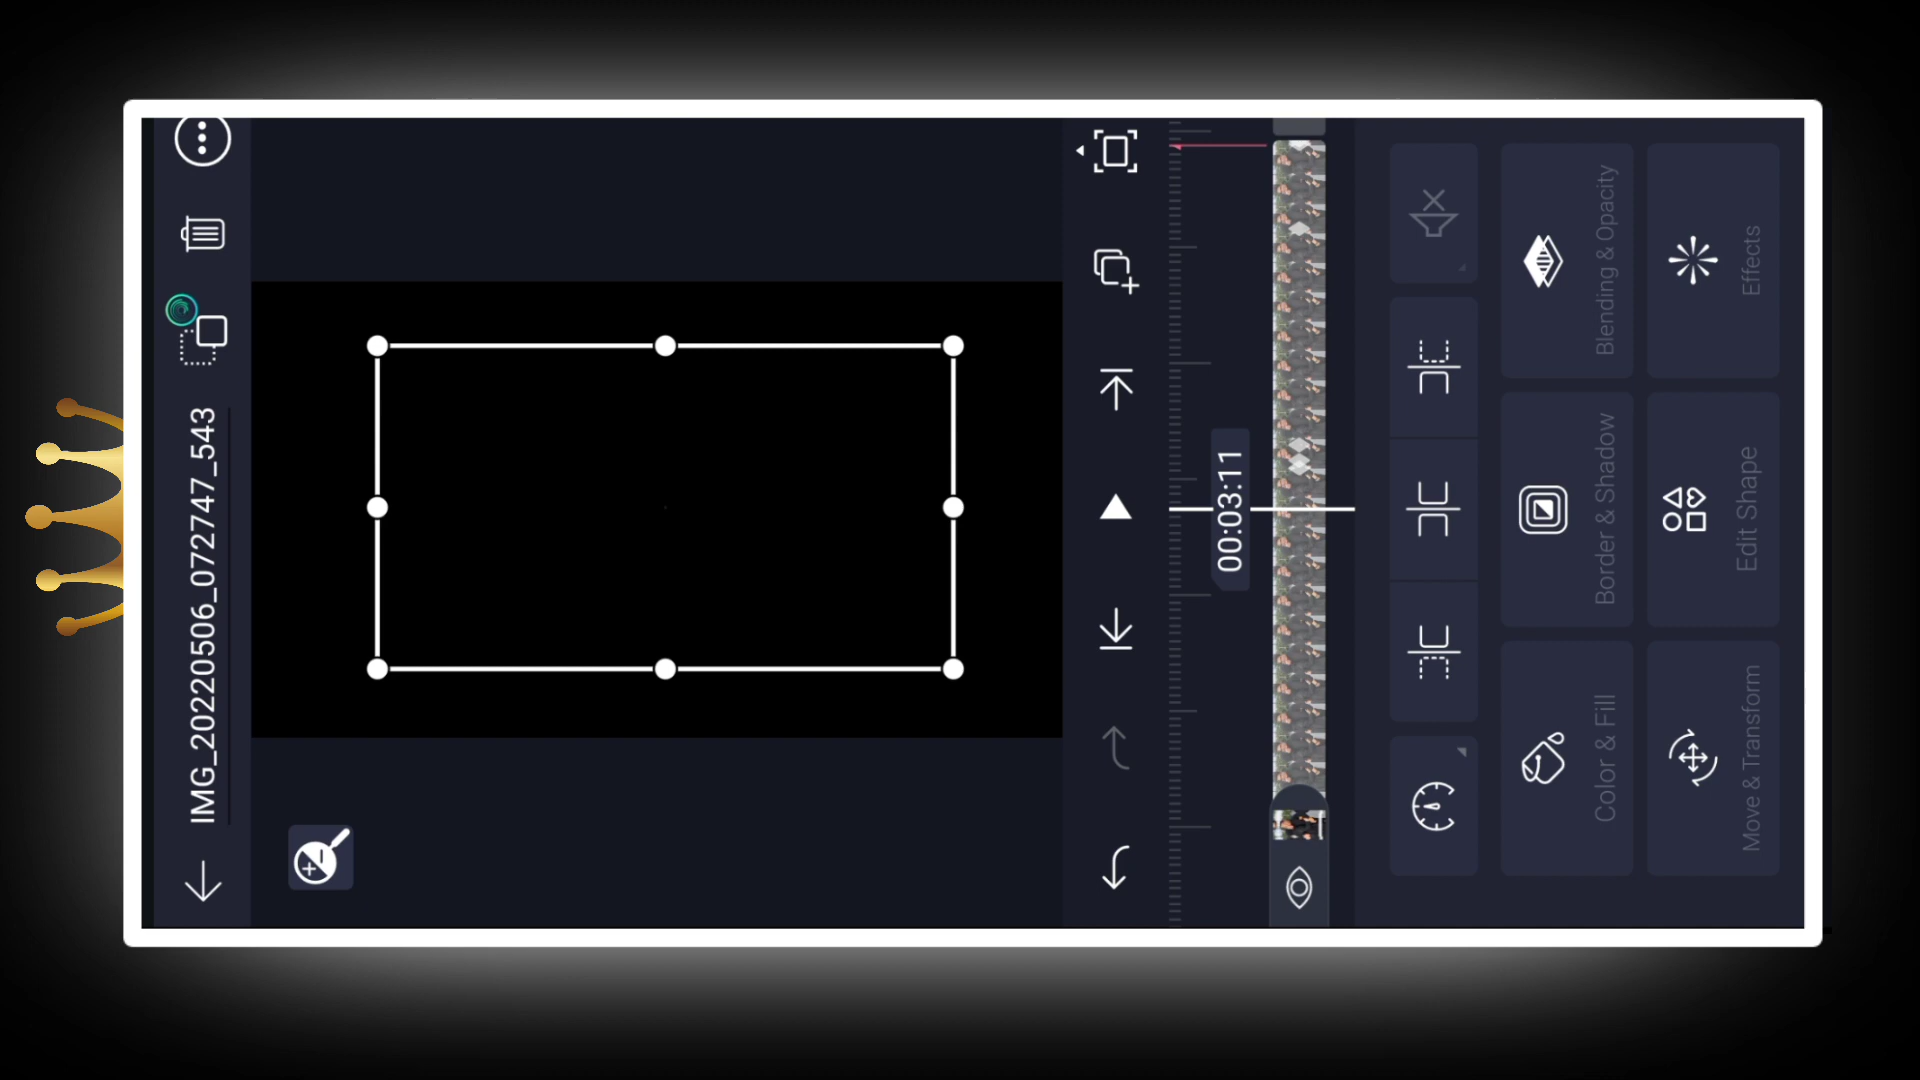 IMG_20220506_072747_543
00:03:11
Color & Fill
Border & Shadow
Blending & Opacity
Move & Transform
Edit Shape
Effects